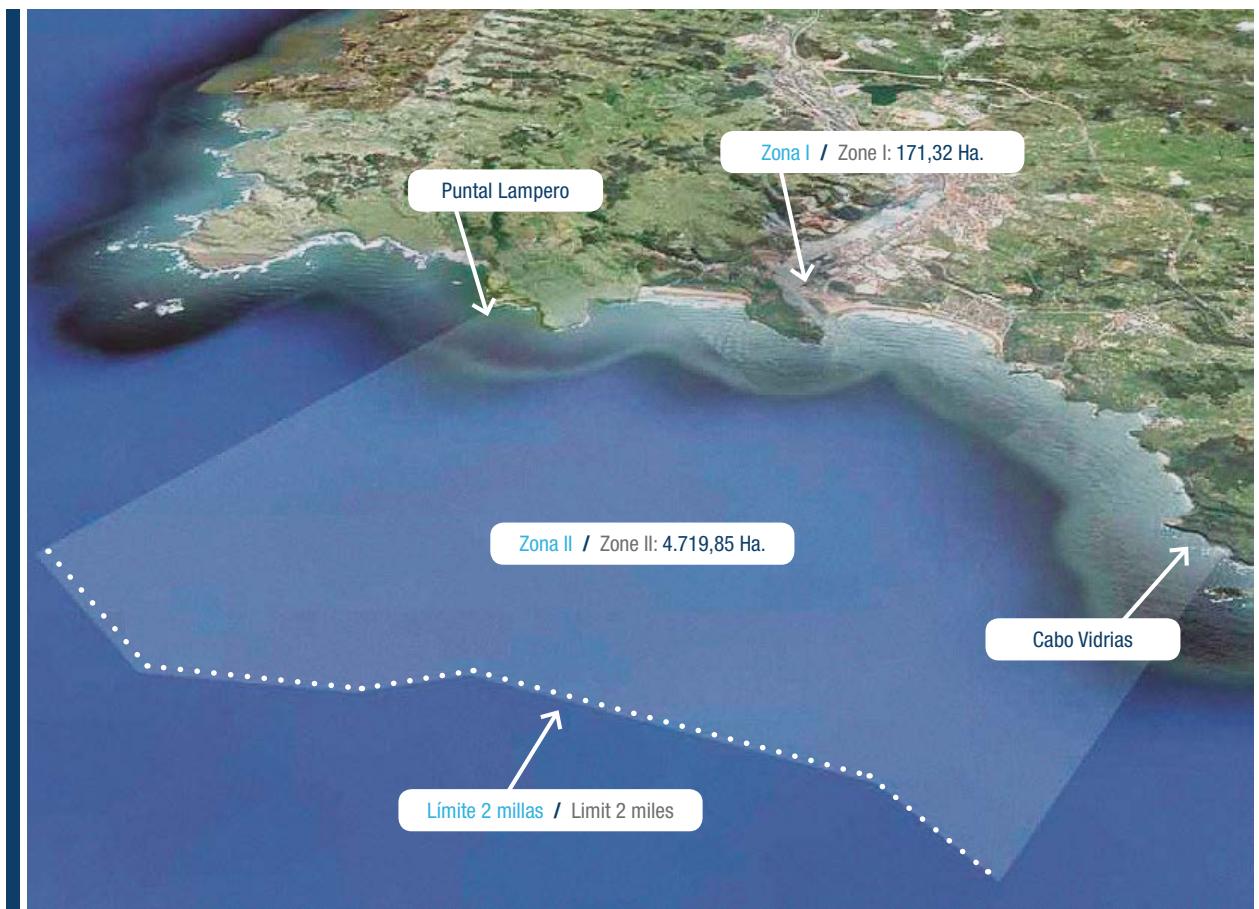 Zona I / Zone I: 171,32 Ha.
Puntal Lampero
Zona II / Zone II: 4.719,85 Ha.
Cabo Vidrias
Límite 2 millas / Limit 2 miles